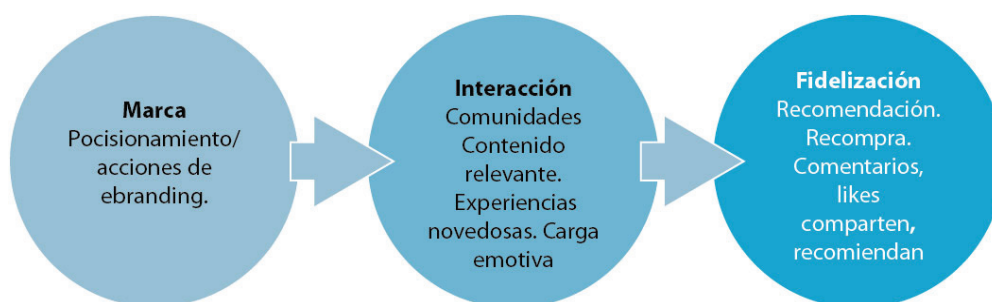 Marca
Pocisionamiento/
acciones de
ebranding.
Interacción
Comunidades
Contenido
relevante.
Experiencias
novedosas. Carga
emotiva
Fidelización
Recomendación.
Recompra.
Comentarios,
likes
comparten,
recomiendan